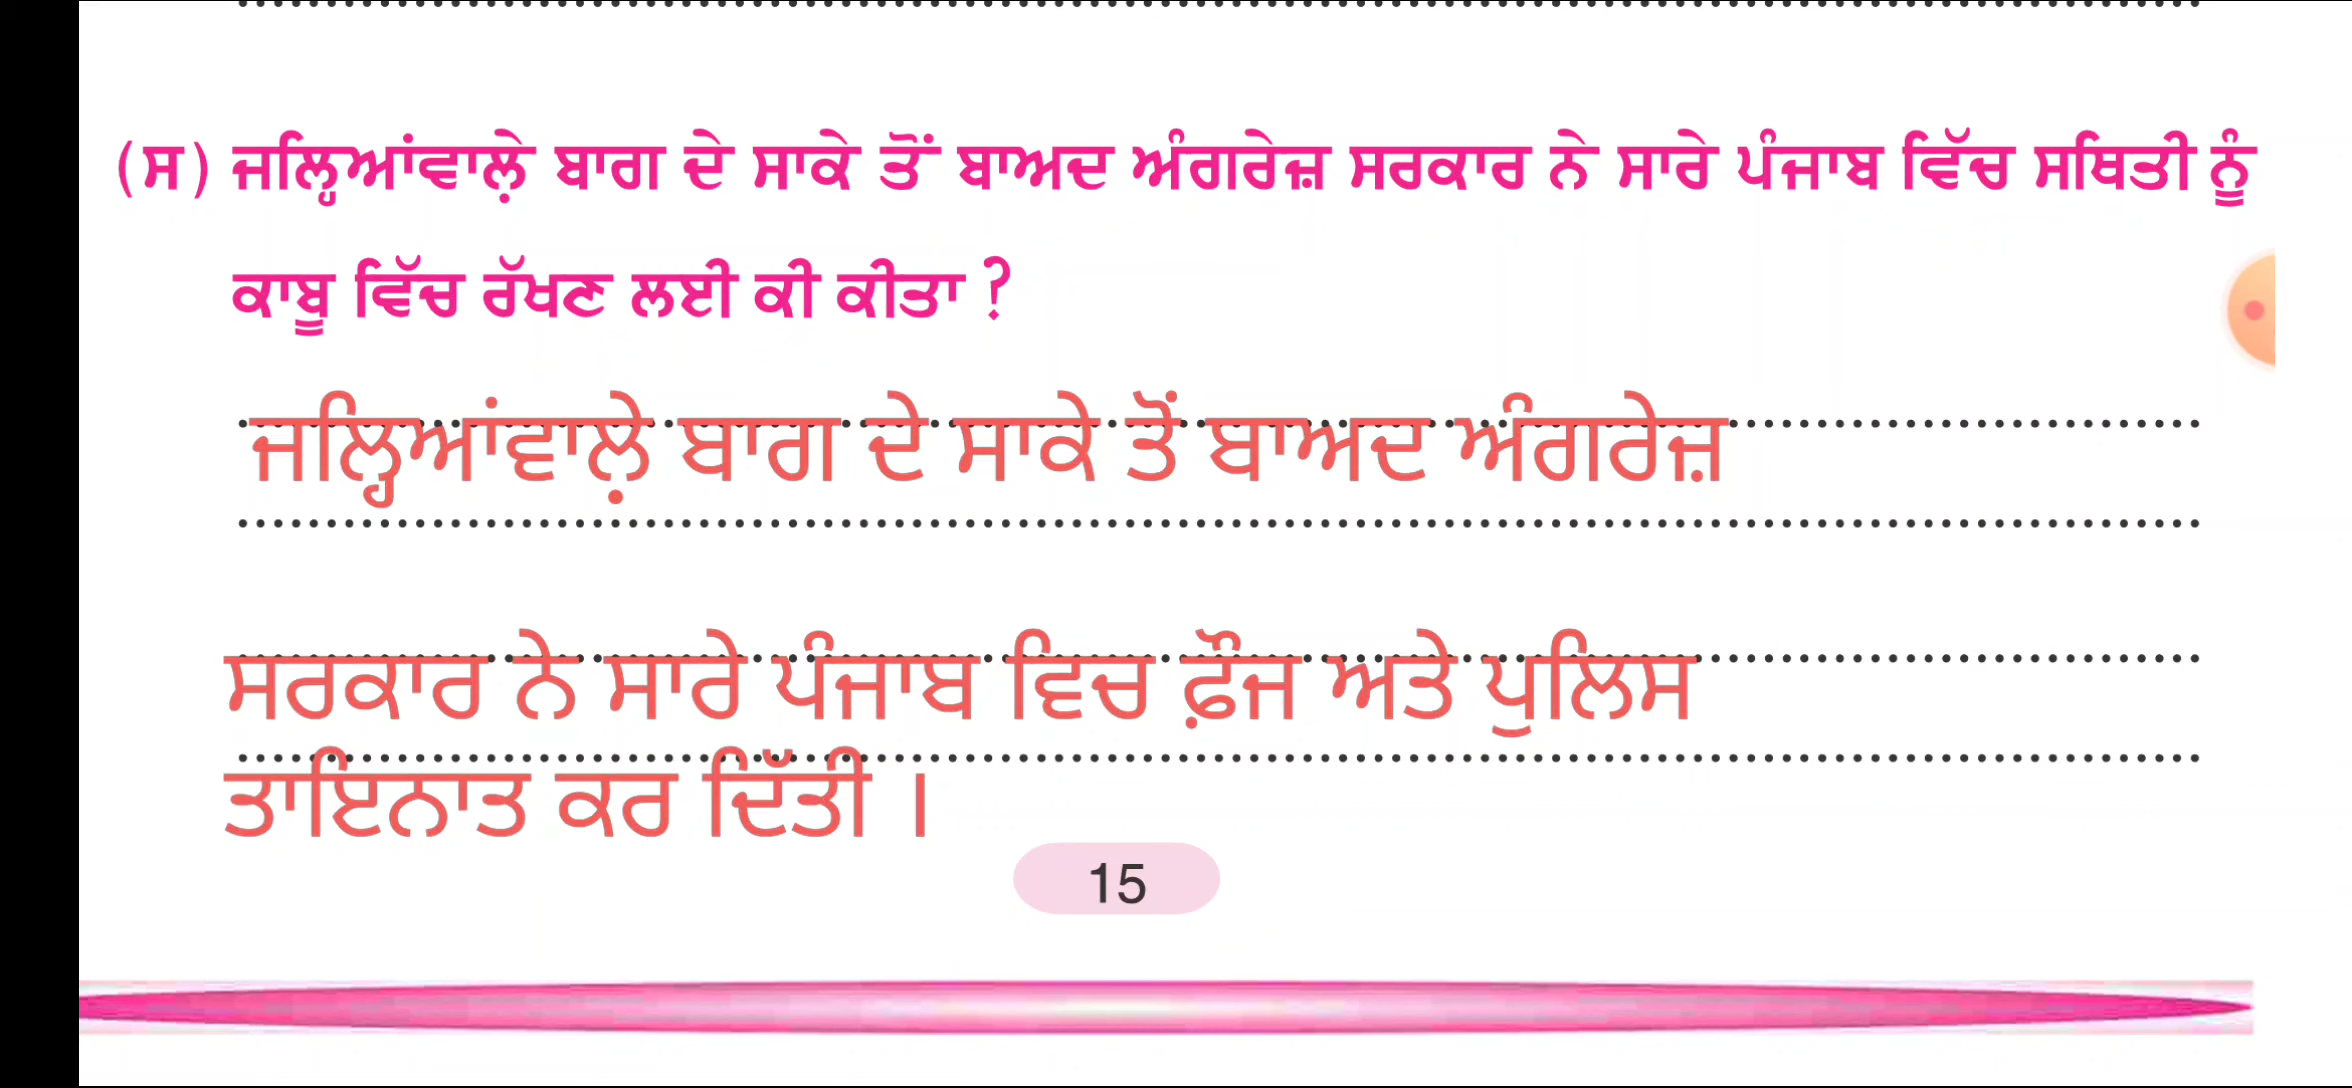 (ਸ) ਜਲ੍ਹਿਆਂਵਾਲ਼ੇ ਬਾਗ ਦੇ ਸਾਕੇ ਤੋਂ ਬਾਅਦ ਅੰਗਰੇਜ਼ ਸਰਕਾਰ ਨੇ ਸਾਰੇ ਪੰਜਾਬ ਵਿੱਚ ਸਥਿਤੀ ਨੂੰ
ਕਾਬੂ ਵਿੱਚ ਰੱਖਣ ਲਈ ਕੀ ਕੀਤਾ ?
ਜਲ੍ਹਿਆਂਵਾਲ਼ੇ ਬਾਗ ਦੇ ਸਾਕੇ ਤੋਂ ਬਾਅਦ ਅੰਗਰੇਜ਼
ਸਰਕਾਰ ਨੇ ਸਾਰੇ ਪੰਜਾਬ ਵਿਚ ਫ਼ੌਜ ਅਤੇ ਪੁਲਿਸ
ਤਾਇਨਾਤ ਕਰ ਦਿੱਤੀ ।
15